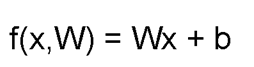 f(x,W) = Wx + b